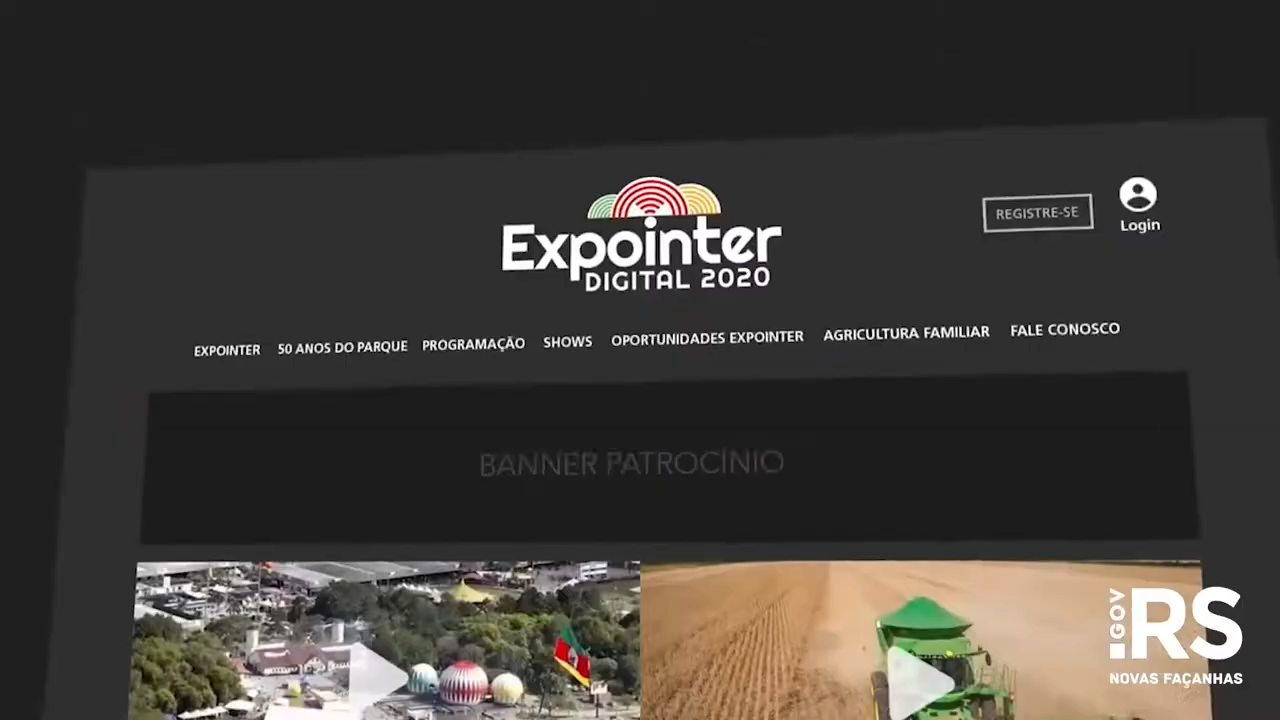 Expointer
DIGITAL 2020
REGISTRE-SE
Login
EXPOINTER 50 ANOS DO PARQUE PROGRAMAÇÃO SHOWS OPORTUNIDADES EXPOINTER AGRICULTURA FAMILIAR FALE CONOSCO
BANNER PATROCÍNIO
GOV
RS
NOVAS FAÇANHAS